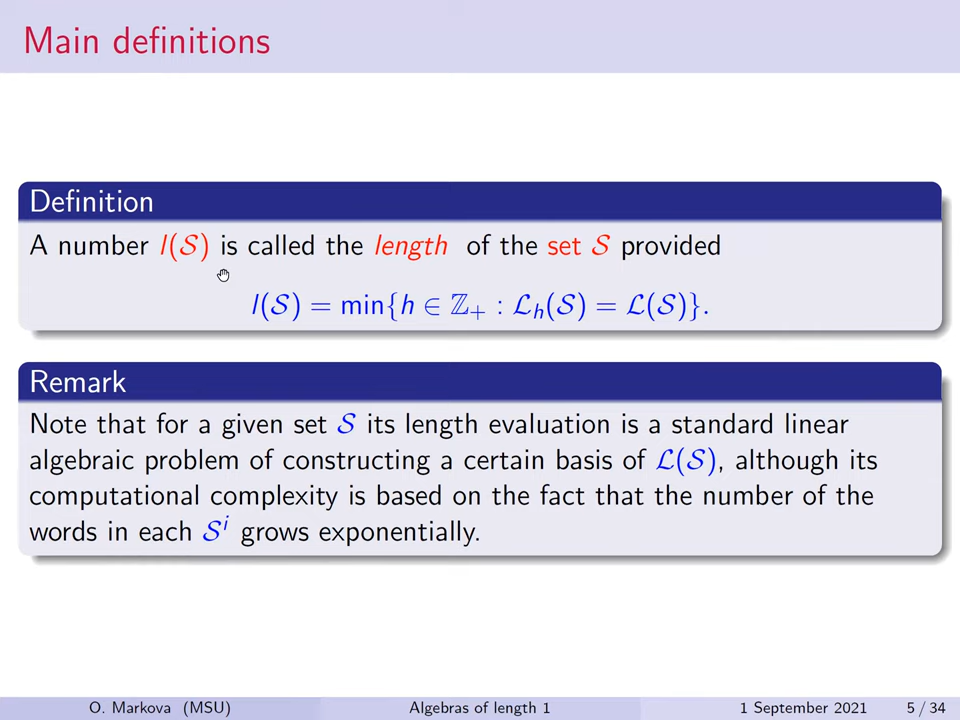 Main definitions
Definition
A number l(𝒮) is called the length of the set 𝒮 provided
l(𝒮) = min{h ∈ ℤ₊ : ℒₕ(𝒮) = ℒ(𝒮)}.
Remark
Note that for a given set 𝒮 its length evaluation is a standard linear
algebraic problem of constructing a certain basis of ℒ(𝒮), although its
computational complexity is based on the fact that the number of the
words in each 𝒮ⁱ grows exponentially.
O. Markova (MSU) Algebras of length 1 1 September 2021 5 / 34